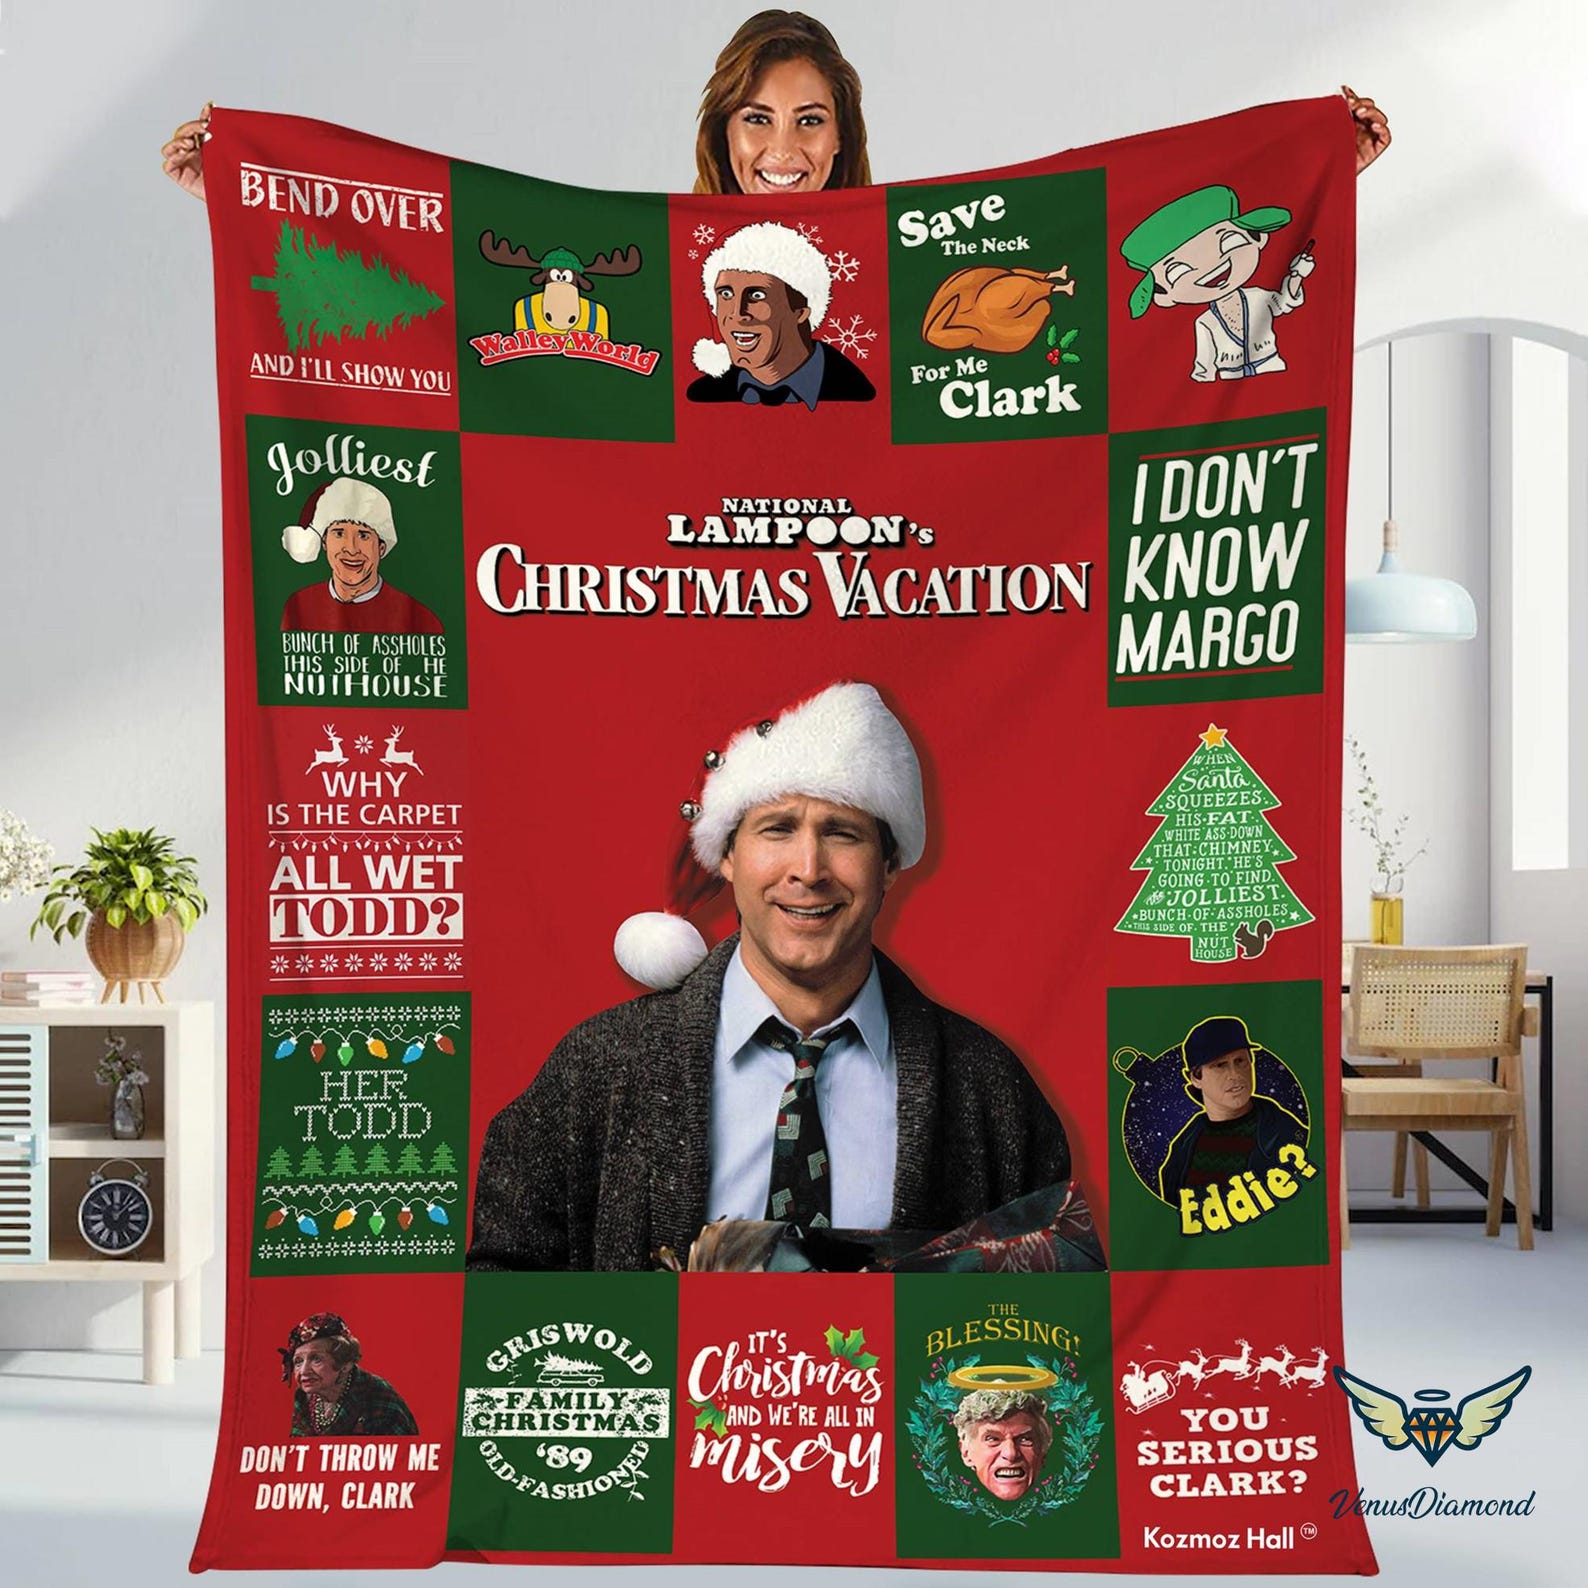 BEND OVER
AND I'LL SHOW YOU
Walley World
Save
The Neck
For Me
Clark
Jolliest
BUNCH OF ASSHOLES
THIS SIDE OF HE
NUTHOUSE
NATIONAL
LAMPOON's
CHRISTMAS VACATION
I DON'T
KNOW
MARGO
WHY
IS THE CARPET
ALL WET
TODD?
WHEN
Santa
SQUEEZES
HIS FAT
WHITE ASS DOWN
THAT CHIMNEY
TONIGHT HE'S
GOING TO FIND
the JOLLIEST
BUNCH OF ASSHOLES
THIS SIDE OF THE
NUT
HOUSE
HER
TODD
Eddie?
DON'T THROW ME
DOWN, CLARK
GRISWOLD
FAMILY
CHRISTMAS
'89
OLD-FASHIONED
IT'S
Christmas
AND WE'RE ALL IN
misery
THE
BLESSING!
YOU
SERIOUS
CLARK?
Kozmoz Hall TM
VenusDiamond